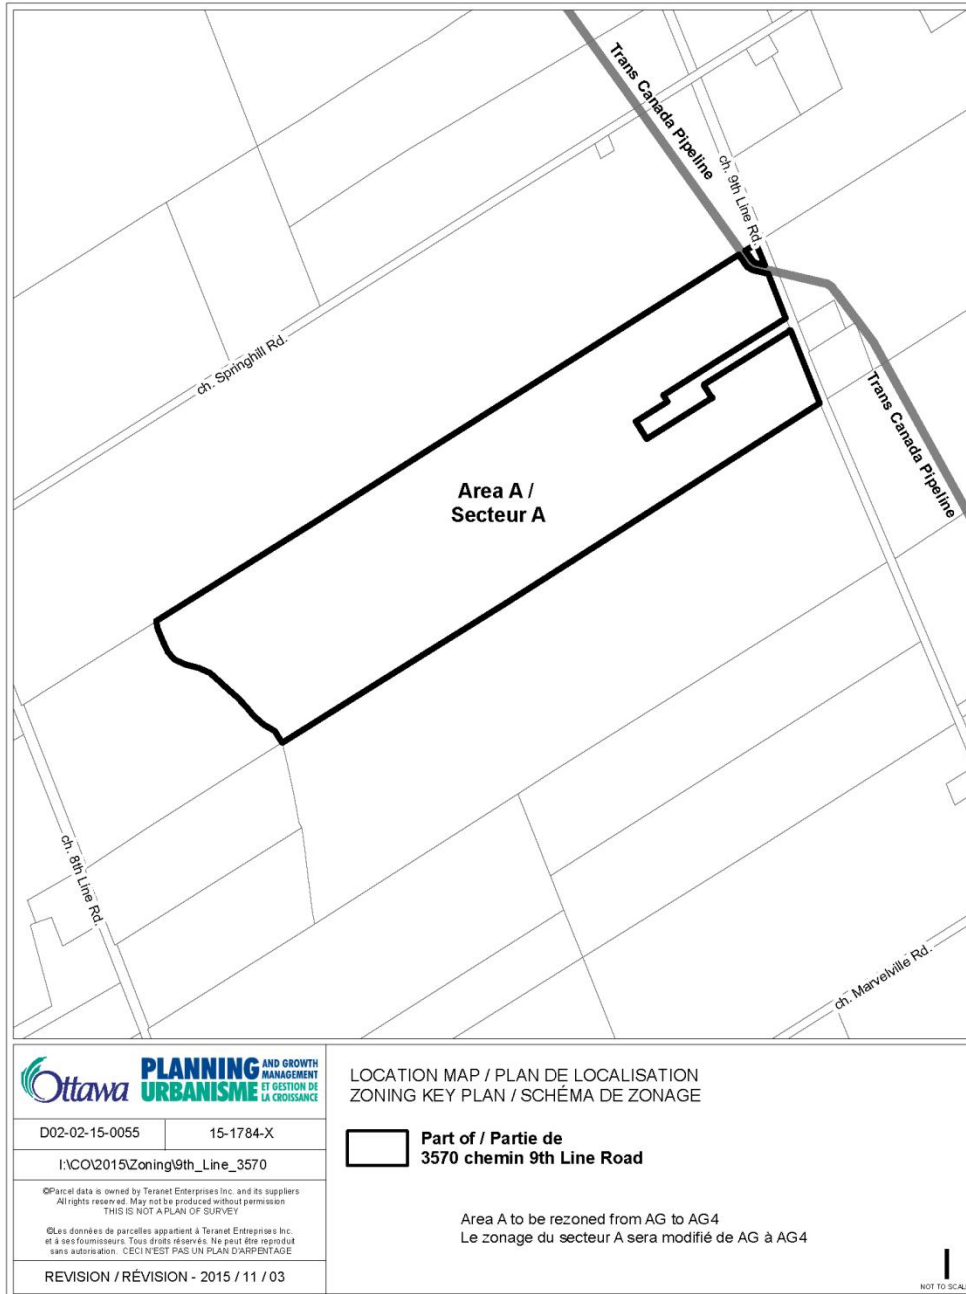 Trans Canada Pipeline
ch. 9th Line Rd.
ch. Springhill Rd.
Trans Canada Pipeline
Area A /
Secteur A
ch. 8th Line Rd.
ch. Marvelville Rd.
Ottawa
PLANNING AND GROWTH MANAGEMENT
URBANISME ET GESTION DE LA CROISSANCE
D02-02-15-0055
15-1784-X
I:\CO\2015\Zoning\9th_Line_3570
©Parcel data is owned by Teranet Enterprises Inc. and its suppliers
All rights reserved. May not be produced without permission
THIS IS NOT A PLAN OF SURVEY
©Les données de parcelles appartient à Teranet Entreprises Inc.
et à ses fournisseurs. Tous droits réservés. Ne peut être reproduit
sans autorisation. CECI N'EST PAS UN PLAN D'ARPENTAGE
REVISION / RÉVISION - 2015 / 11 / 03
LOCATION MAP / PLAN DE LOCALISATION
ZONING KEY PLAN / SCHÉMA DE ZONAGE
Part of / Partie de
3570 chemin 9th Line Road
Area A to be rezoned from AG to AG4
Le zonage du secteur A sera modifié de AG à AG4
NOT TO SCALE